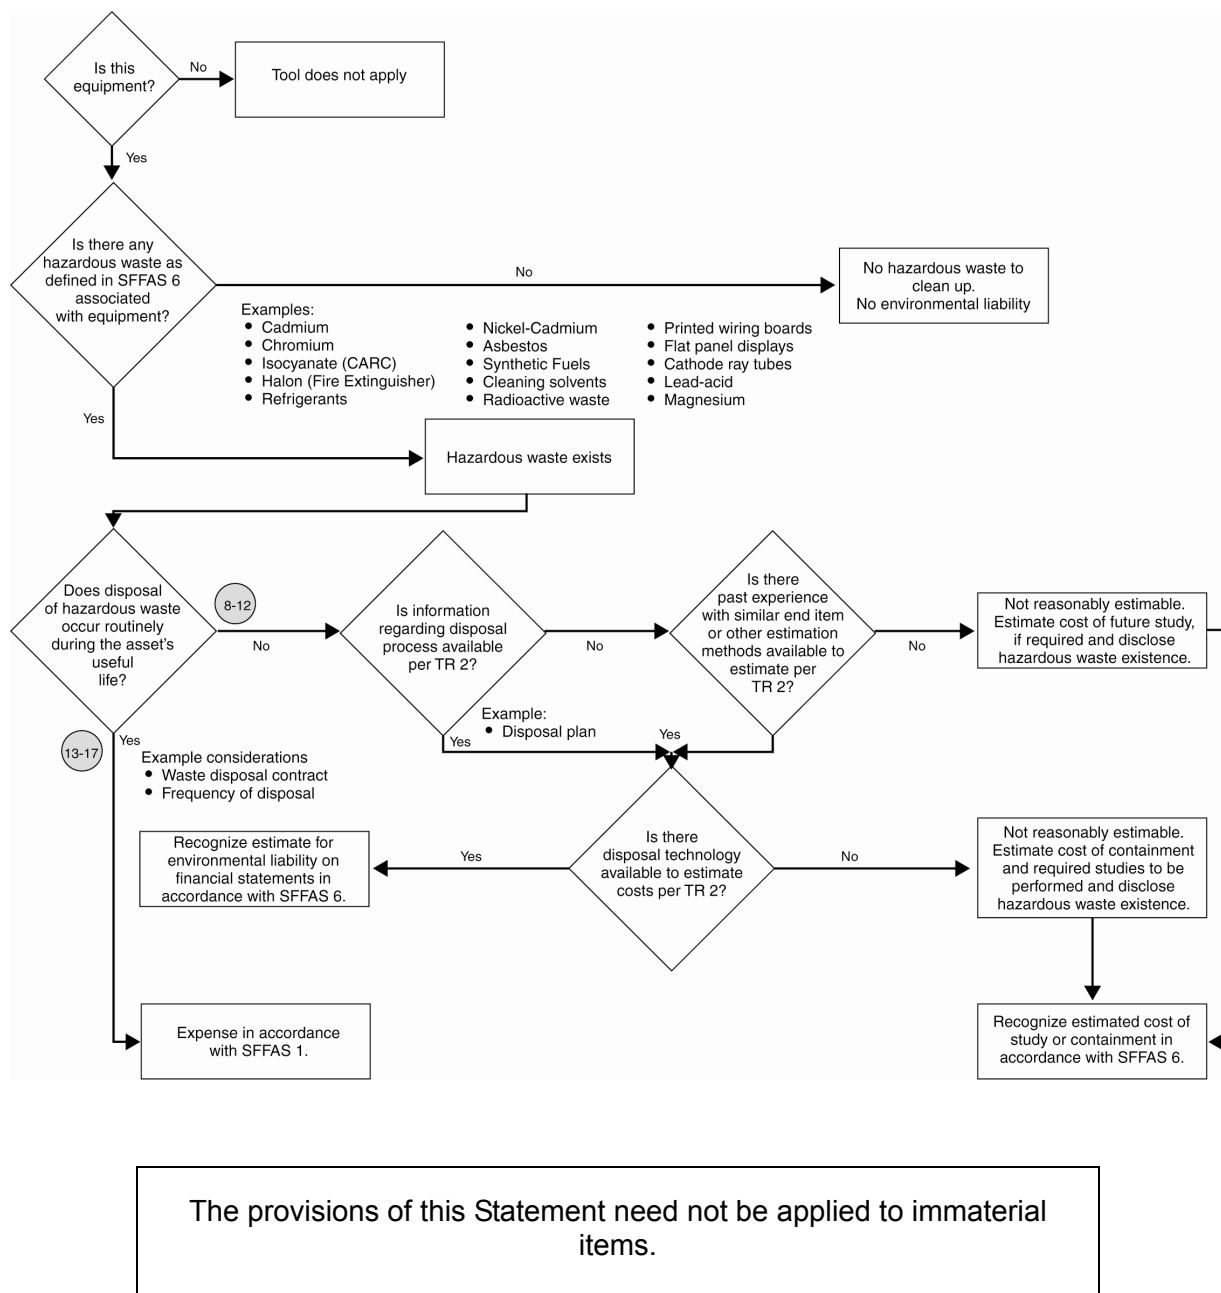 Is this
equipment?
No
Tool does not apply
Yes
Is there any
hazardous waste as
defined in SFFAS 6
associated
with equipment?
No
No hazardous waste to
clean up.
No environmental liability
Examples:
• Cadmium
• Chromium
• Isocyanate (CARC)
• Halon (Fire Extinguisher)
• Refrigerants
• Nickel-Cadmium
• Asbestos
• Synthetic Fuels
• Cleaning solvents
• Radioactive waste
• Printed wiring boards
• Flat panel displays
• Cathode ray tubes
• Lead-acid
• Magnesium
Yes
Hazardous waste exists
Does disposal
of hazardous waste
occur routinely
during the asset's
useful
life?
8-12
No
Is information
regarding disposal
process available
per TR 2?
No
Is there
past experience
with similar end item
or other estimation
methods available to
estimate per
TR 2?
No
Not reasonably estimable.
Estimate cost of future study,
if required and disclose
hazardous waste existence.
13-17
Yes
Example considerations
• Waste disposal contract
• Frequency of disposal
Yes
Example:
• Disposal plan
Yes
Is there
disposal technology
available to estimate
costs per TR 2?
Yes
Recognize estimate for
environmental liability on
financial statements in
accordance with SFFAS 6.
No
Not reasonably estimable.
Estimate cost of containment
and required studies to be
performed and disclose
hazardous waste existence.
Expense in accordance
with SFFAS 1.
Recognize estimated cost of
study or containment in
accordance with SFFAS 6.
The provisions of this Statement need not be applied to immaterial
items.